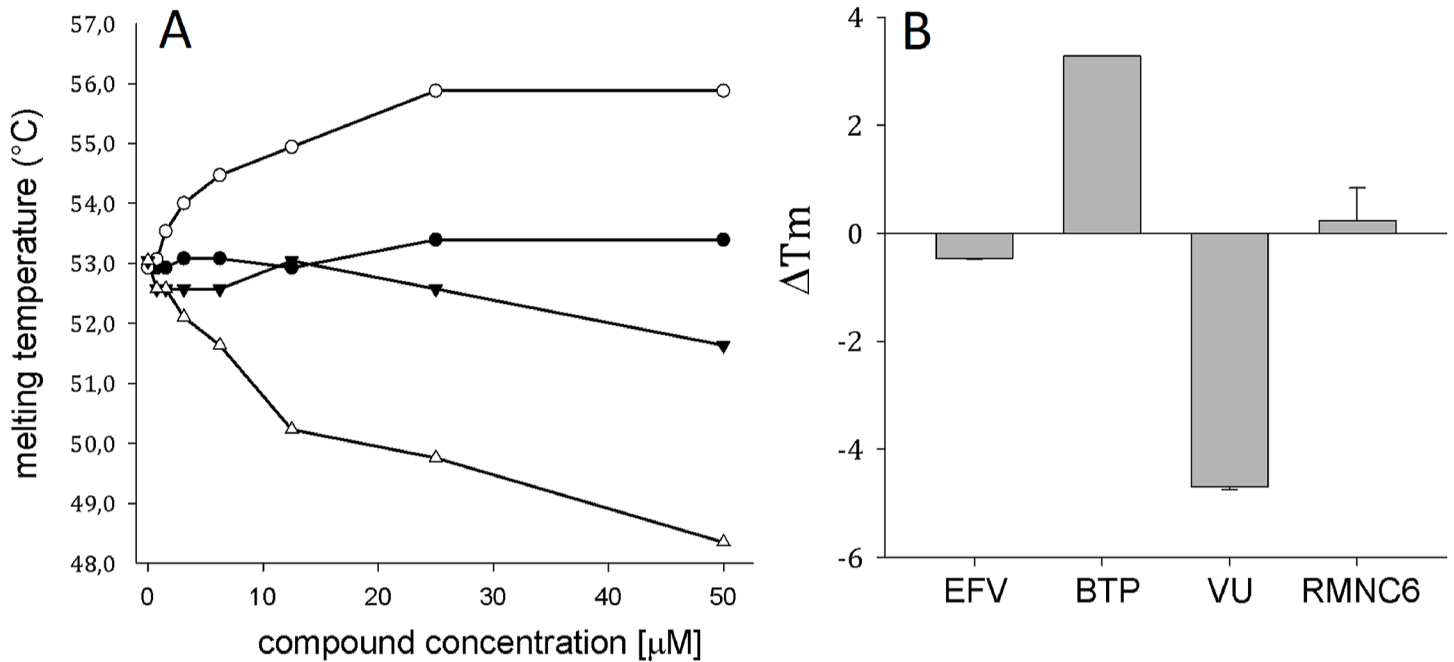 A
57,0
56,0
55,0
54,0
53,0
52,0
51,0
50,0
49,0
48,0
melting temperature (°C)
0 10 20 30 40 50
compound concentration [µM]
B
4
2
0
-2
-4
-6
ΔTm
EFV BTP VU RMNC6